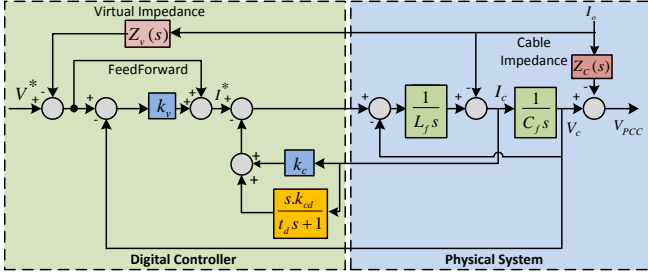 Virtual Impedance
Z_v(s)
I_o
Cable
Impedance
Z_C(s)
V*
FeedForward
k_v
I*
1
L_f s
I_c
1
C_f s
V_c
V_PCC
k_c
s.k_cd
t_d s + 1
Digital Controller
Physical System
+
-